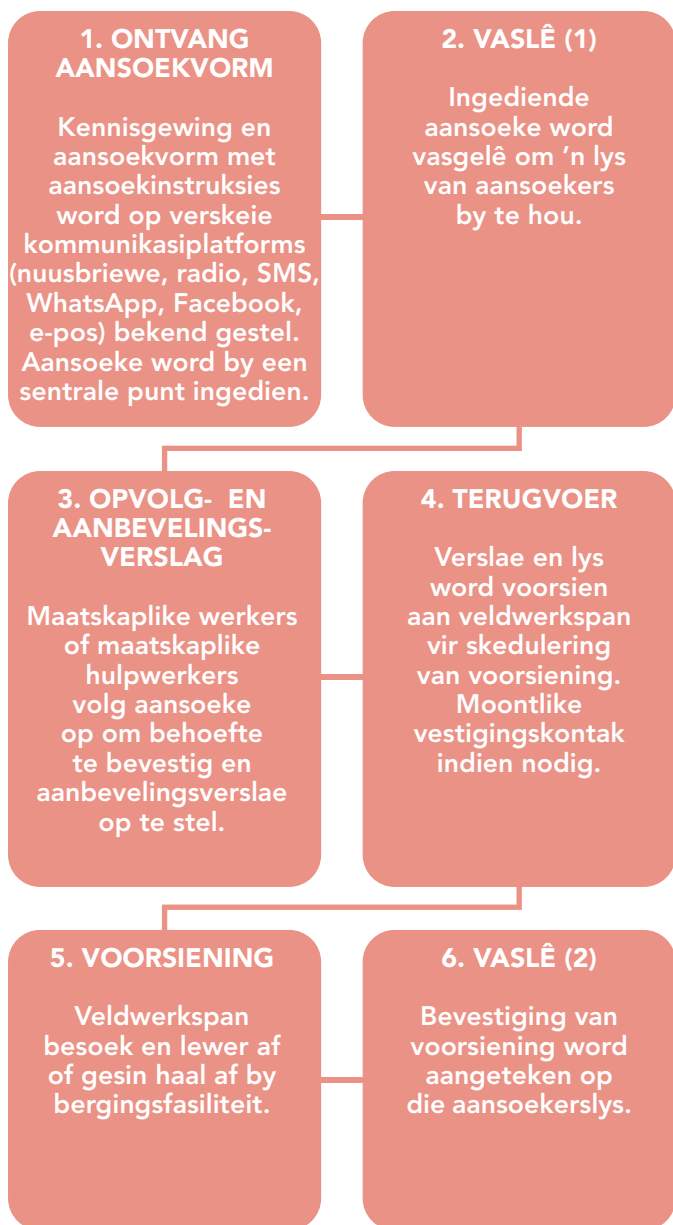 1. ONTVANG
AANSOEKVORM
Kennisgewing en
aansoekvorm met
aansoekinstruksies
word op verskeie
kommunikasiplatforms
(nuusbriewe, radio, SMS,
WhatsApp, Facebook,
e-pos) bekend gestel.
Aansoeke word by een
sentrale punt ingedien.
2. VASLÊ (1)
Ingediende
aansoeke word
vasgelê om ’n lys
van aansoekers
by te hou.
3. OPVOLG- EN
AANBEVELINGS-
VERSLAG
Maatskaplike werkers
of maatskaplike
hulpwerkers
volg aansoeke
op om behoefte
te bevestig en
aanbevelingsverslae
op te stel.
4. TERUGVOER
Verslae en lys
word voorsien
aan veldwerkspan
vir skedulering
van voorsiening.
Moontlike
vestigingskontak
indien nodig.
5. VOORSIENING
Veldwerkspan
besoek en lewer af
of gesin haal af by
bergingsfasiliteit.
6. VASLÊ (2)
Bevestiging van
voorsiening word
aangeteken op
die aansoekerslys.